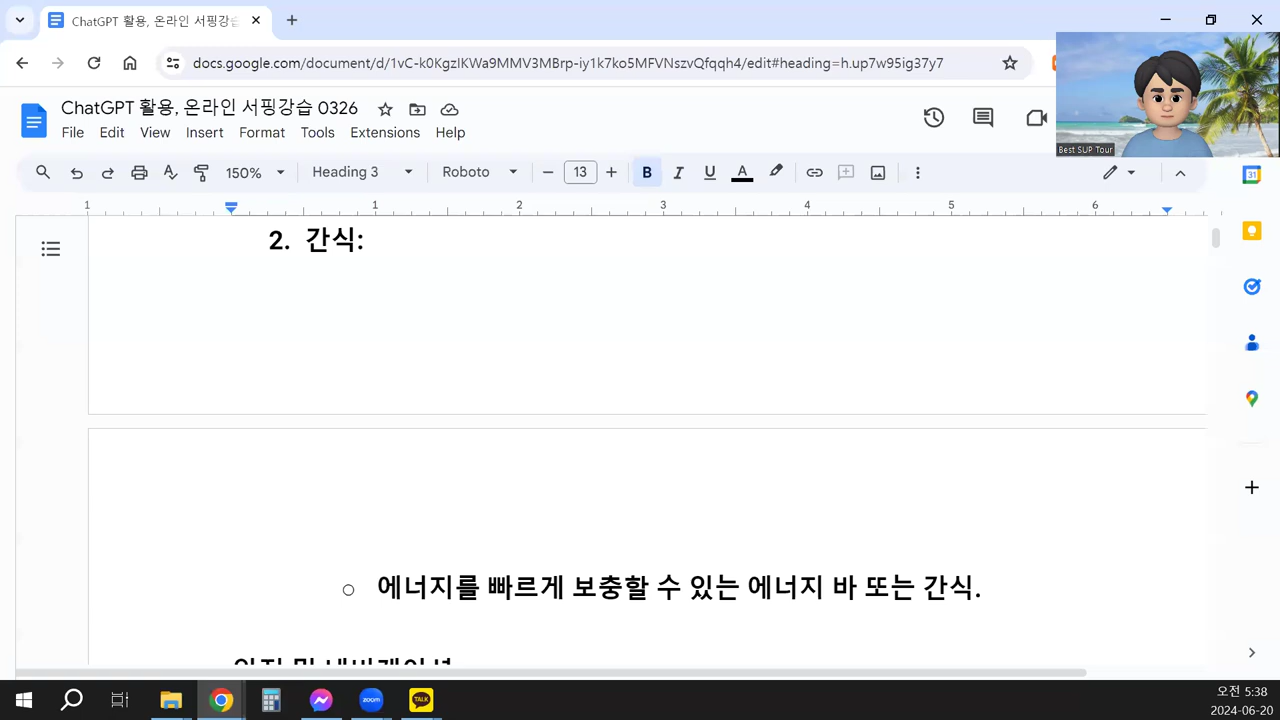 ChatGPT 활용, 온라인 서핑강습
docs.google.com/document/d/1vC-k0KgzIKWa9MMV3MBrp-iy1k7ko5MFVNszvQfqqh4/edit#heading=h.up7w95ig37y7
ChatGPT 활용, 온라인 서핑강습 0326
File Edit View Insert Format Tools Extensions Help
Best SUP Tour
150% Heading 3 Roboto 13 B I U A
1 1 2 3 4 5 6
2. 간식:
○ 에너지를 빠르게 보충할 수 있는 에너지 바 또는 간식.
31
zoom
TALK
오전 5:38
2024-06-20